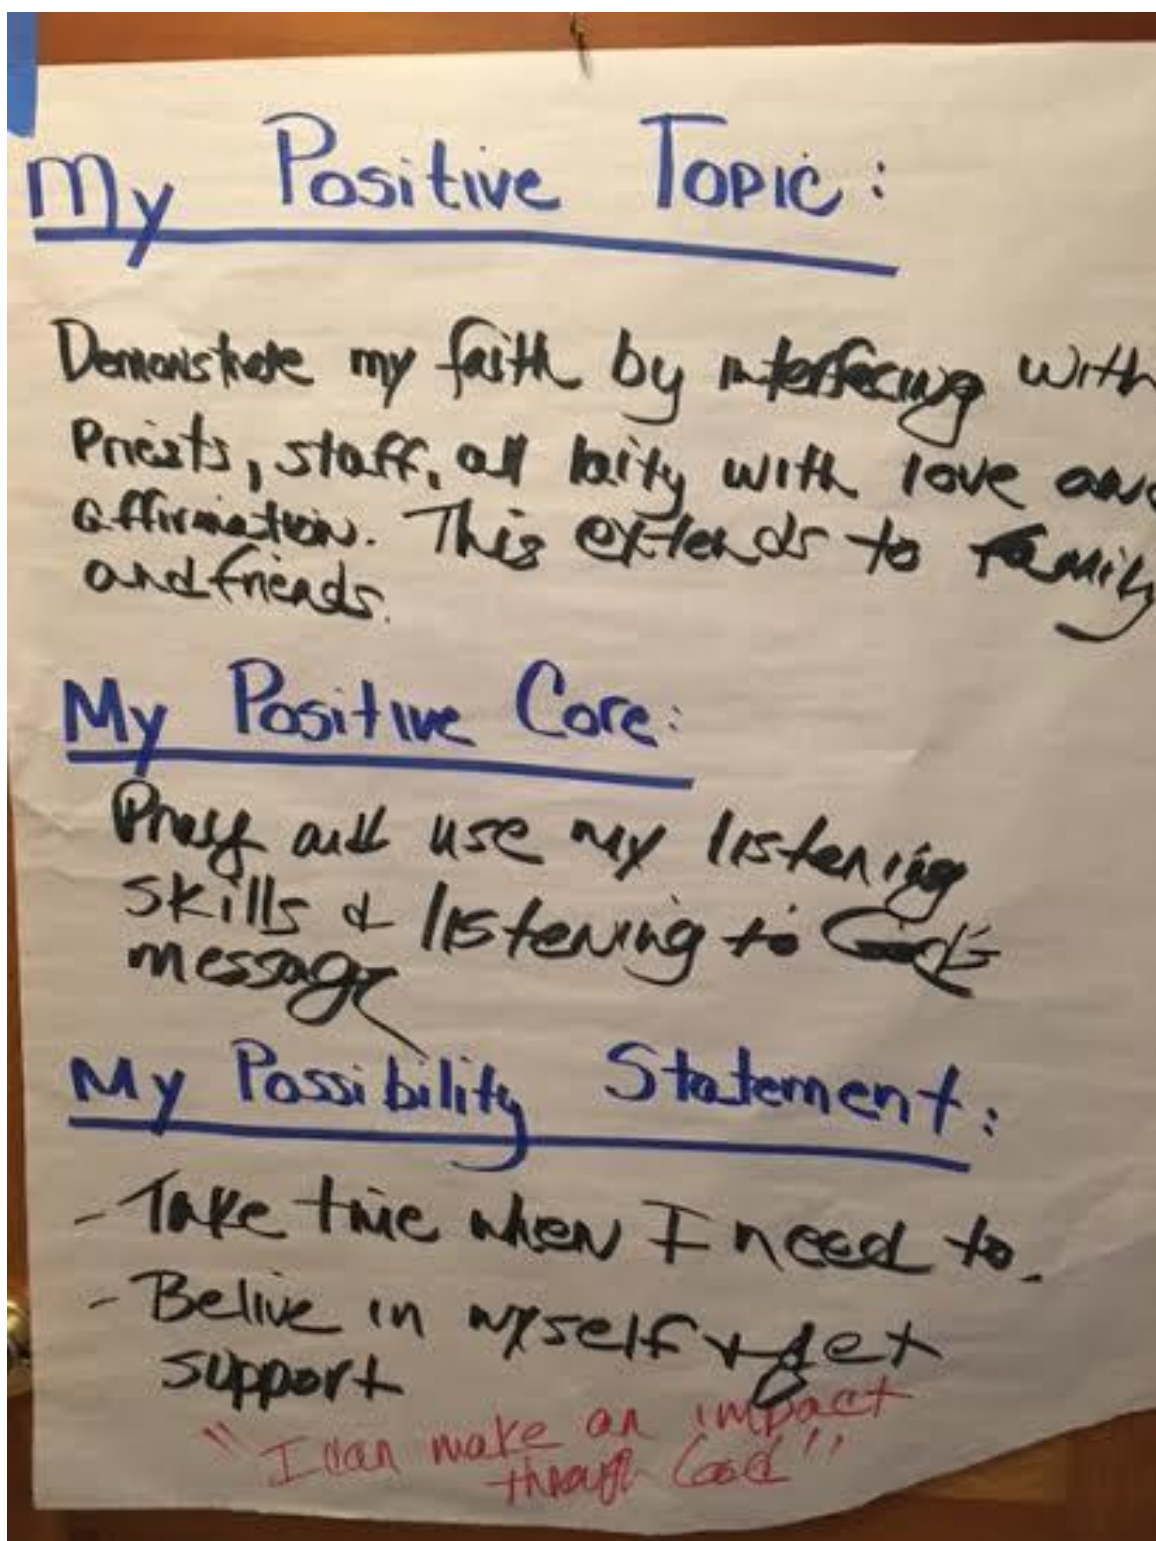 My Positive Topic:
Demonstrate my faith by interfacing with
Priests, staff, all laity with love and
affirmation. This extends to family
and friends.
My Positive Core:
Pray and use my listening
skills & listening to God's
message
My Possibility Statement:
- Take time when I need to.
- Belive in myself & get
support
"I can make an impact
through God"